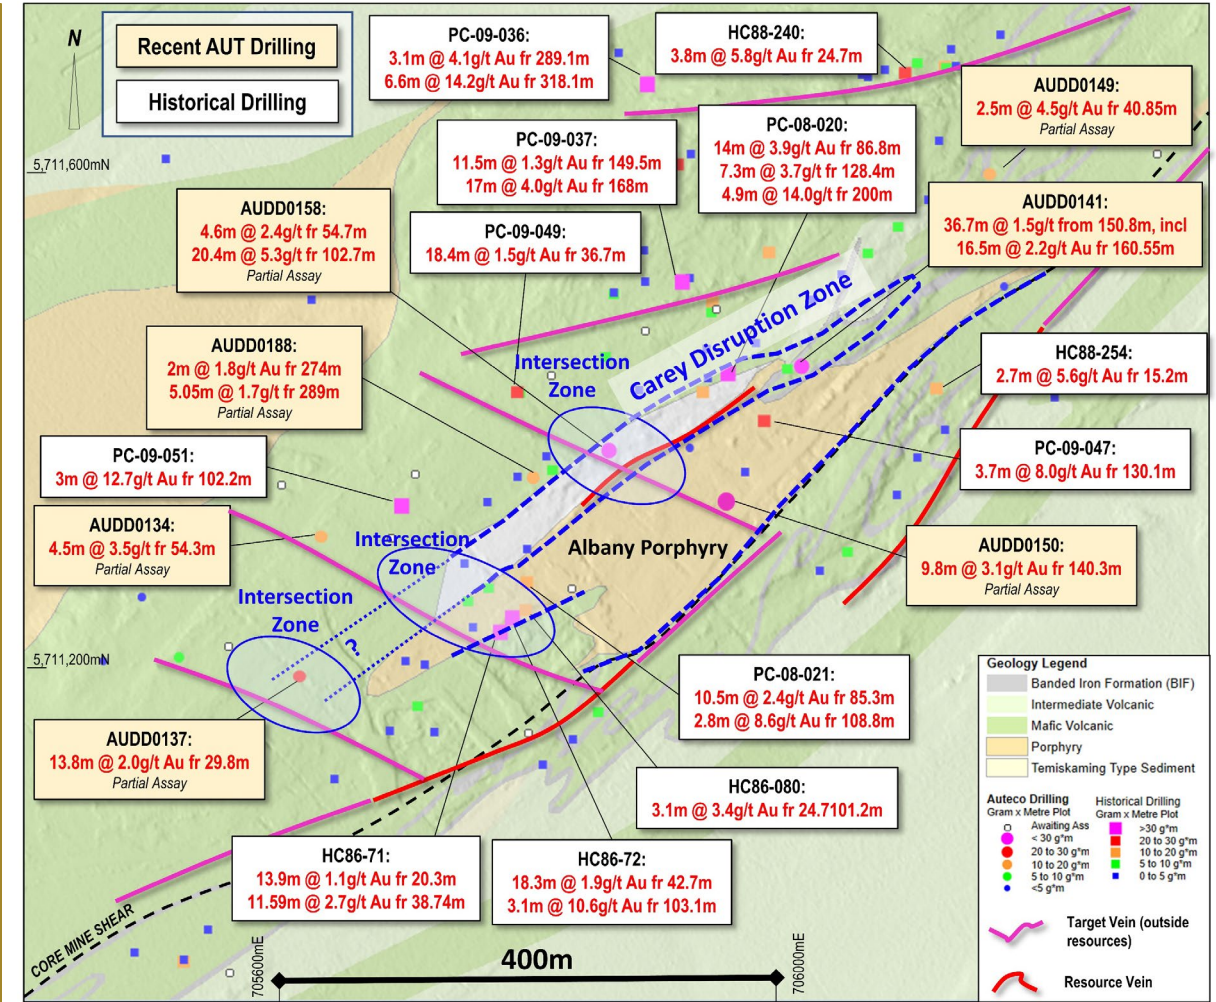 N
Recent AUT Drilling
Historical Drilling
PC-09-036:
3.1m @ 4.1g/t Au fr 289.1m
6.6m @ 14.2g/t Au fr 318.1m
HC88-240:
3.8m @ 5.8g/t Au fr 24.7m
AUDD0149:
2.5m @ 4.5g/t Au fr 40.85m
Partial Assay
5,711,600mN
PC-09-037:
11.5m @ 1.3g/t Au fr 149.5m
17m @ 4.0g/t Au fr 168m
PC-08-020:
14m @ 3.9g/t Au fr 86.8m
7.3m @ 3.7g/t fr 128.4m
4.9m @ 14.0g/t fr 200m
AUDD0158:
4.6m @ 2.4g/t fr 54.7m
20.4m @ 5.3g/t fr 102.7m
Partial Assay
PC-09-049:
18.4m @ 1.5g/t Au fr 36.7m
AUDD0141:
36.7m @ 1.5g/t from 150.8m, incl
16.5m @ 2.2g/t Au fr 160.55m
Carey Disruption Zone
AUDD0188:
2m @ 1.8g/t Au fr 274m
5.05m @ 1.7g/t fr 289m
Partial Assay
Intersection
Zone
HC88-254:
2.7m @ 5.6g/t Au fr 15.2m
PC-09-051:
3m @ 12.7g/t Au fr 102.2m
PC-09-047:
3.7m @ 8.0g/t Au fr 130.1m
AUDD0134:
4.5m @ 3.5g/t fr 54.3m
Partial Assay
Intersection
Zone
Albany Porphyry
AUDD0150:
9.8m @ 3.1g/t Au fr 140.3m
Partial Assay
Intersection
Zone
?
5,711,200mN
PC-08-021:
10.5m @ 2.4g/t Au fr 85.3m
2.8m @ 8.6g/t Au fr 108.8m
AUDD0137:
13.8m @ 2.0g/t Au fr 29.8m
Partial Assay
HC86-080:
3.1m @ 3.4g/t Au fr 24.7101.2m
HC86-71:
13.9m @ 1.1g/t Au fr 20.3m
11.59m @ 2.7g/t Au fr 38.74m
HC86-72:
18.3m @ 1.9g/t Au fr 42.7m
3.1m @ 10.6g/t Au fr 103.1m
CORE MINE SHEAR
705600mE
400m
706000mE
Geology Legend
Banded Iron Formation (BIF)
Intermediate Volcanic
Mafic Volcanic
Porphyry
Temiskaming Type Sediment
Auteco Drilling
Gram x Metre Plot
Awaiting Ass
< 30 g*m
20 to 30 g*m
10 to 20 g*m
5 to 10 g*m
<5 g*m
Historical Drilling
Gram x Metre Plot
>30 g*m
20 to 30 g*m
10 to 20 g*m
5 to 10 g*m
0 to 5 g*m
Target Vein (outside
resources)
Resource Vein